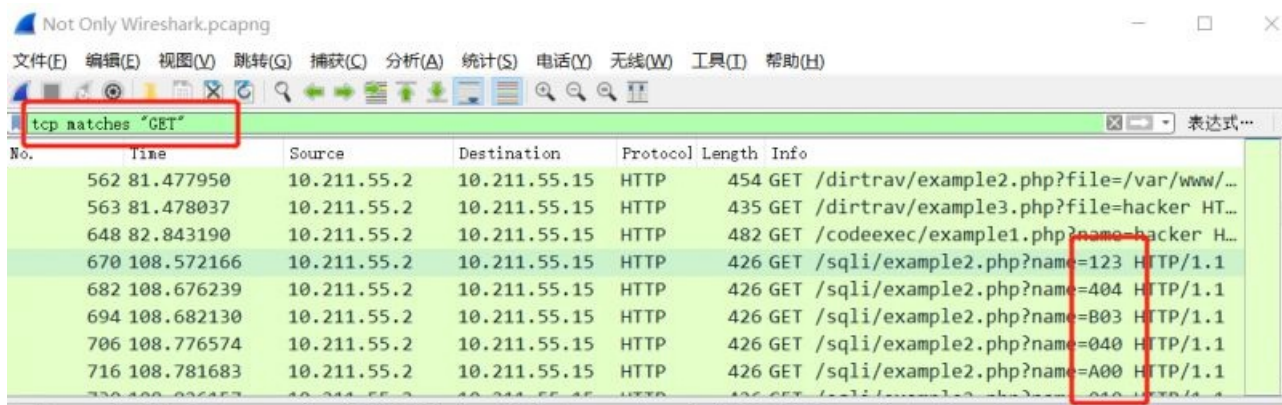 Not Only Wireshark.pcapng
文件(F) 编辑(E) 视图(V) 跳转(G) 捕获(C) 分析(A) 统计(S) 电话(Y) 无线(W) 工具(T) 帮助(H)
tcp matches "GET" 表达式…
No. Time Source Destination Protocol Length Info
562 81.477950 10.211.55.2 10.211.55.15 HTTP 454 GET /dirtrav/example2.php?file=/var/www/…
563 81.478037 10.211.55.2 10.211.55.15 HTTP 435 GET /dirtrav/example3.php?file=hacker HT…
648 82.843190 10.211.55.2 10.211.55.15 HTTP 482 GET /codeexec/example1.php?name=hacker H…
670 108.572166 10.211.55.2 10.211.55.15 HTTP 426 GET /sqli/example2.php?name=123 HTTP/1.1
682 108.676239 10.211.55.2 10.211.55.15 HTTP 426 GET /sqli/example2.php?name=404 HTTP/1.1
694 108.682130 10.211.55.2 10.211.55.15 HTTP 426 GET /sqli/example2.php?name=B03 HTTP/1.1
706 108.776574 10.211.55.2 10.211.55.15 HTTP 426 GET /sqli/example2.php?name=040 HTTP/1.1
716 108.781683 10.211.55.2 10.211.55.15 HTTP 426 GET /sqli/example2.php?name=A00 HTTP/1.1